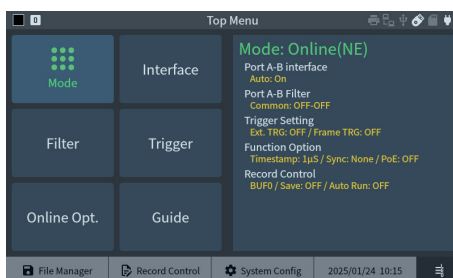 0
Top Menu
Mode
Interface
Filter
Trigger
Online Opt.
Guide
Mode: Online(NE)
Port A-B interface
Auto: On
Port A-B Filter
Common: OFF-OFF
Trigger Setting
Ext. TRG: OFF / Frame TRG: OFF
Function Option
Timestamp: 1µS / Sync: None / PoE: OFF
Record Control
BUF0 / Save: OFF / Auto Run: OFF
File Manager
Record Control
System Config
2025/01/24 10:15